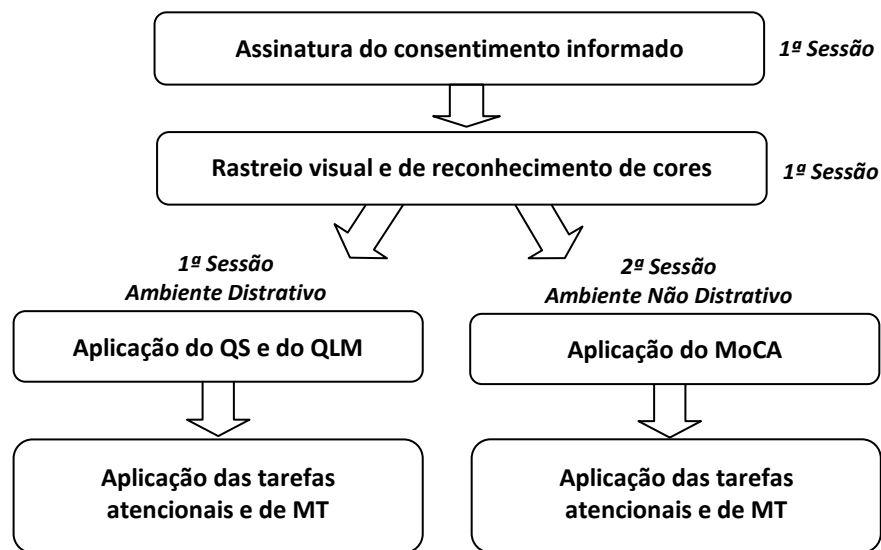 Assinatura do consentimento informado
1ª Sessão
Rastreio visual e de reconhecimento de cores
1ª Sessão
1ª Sessão
Ambiente Distrativo
2ª Sessão
Ambiente Não Distrativo
Aplicação do QS e do QLM
Aplicação do MoCA
Aplicação das tarefas
atencionais e de MT
Aplicação das tarefas
atencionais e de MT